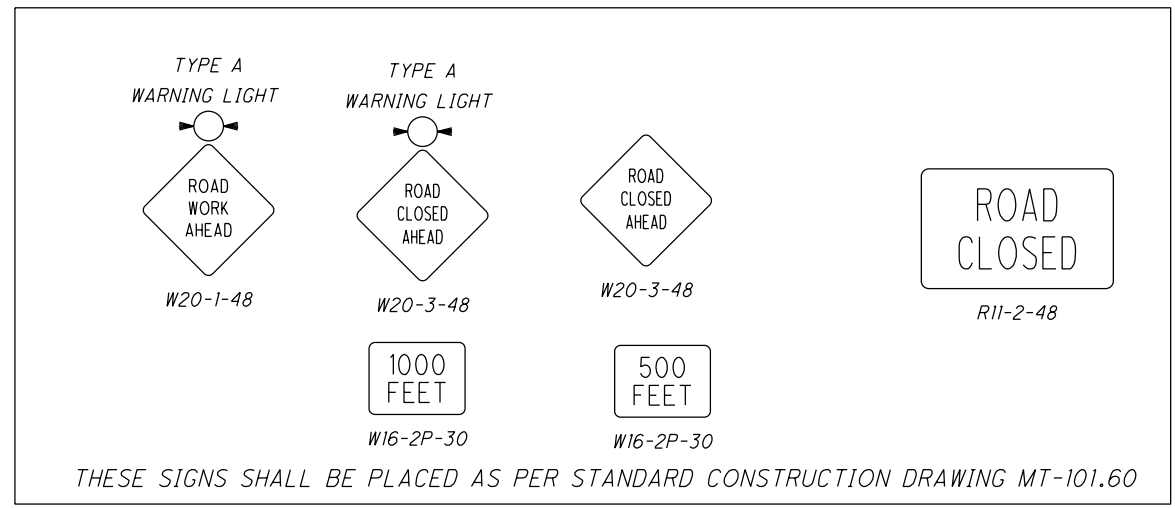 TYPE A
WARNING LIGHT
ROAD
WORK
AHEAD
W20-1-48
TYPE A
WARNING LIGHT
ROAD
CLOSED
AHEAD
W20-3-48
1000
FEET
W16-2P-30
ROAD
CLOSED
AHEAD
W20-3-48
500
FEET
W16-2P-30
ROAD
CLOSED
R11-2-48
THESE SIGNS SHALL BE PLACED AS PER STANDARD CONSTRUCTION DRAWING MT-101.60